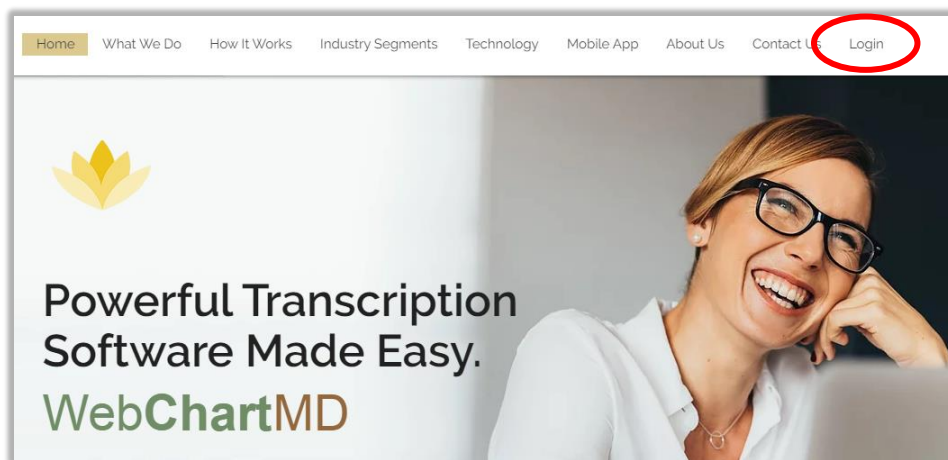 Home What We Do How It Works Industry Segments Technology Mobile App About Us Contact Us Login
Powerful Transcription
Software Made Easy.
WebChartMD